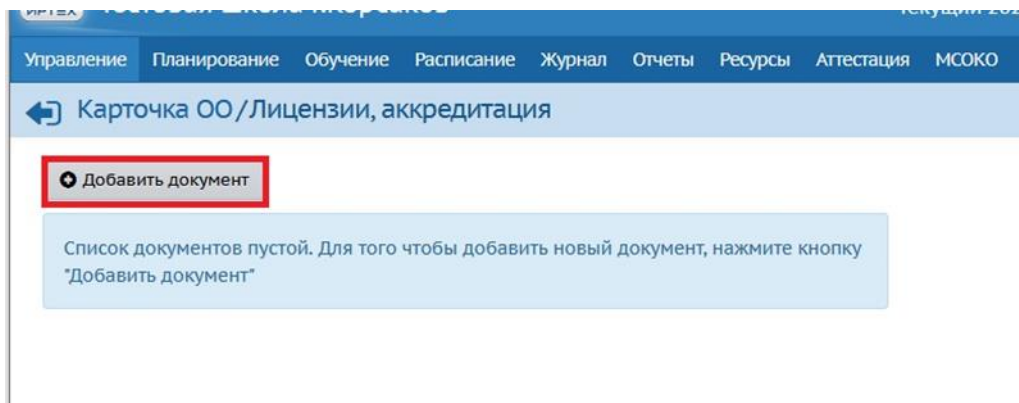 Управление Планирование Обучение Расписание Журнал Отчеты Ресурсы Аттестация МСОКО
Карточка ОО/Лицензии, аккредитация
Добавить документ
Список документов пустой. Для того чтобы добавить новый документ, нажмите кнопку
"Добавить документ"